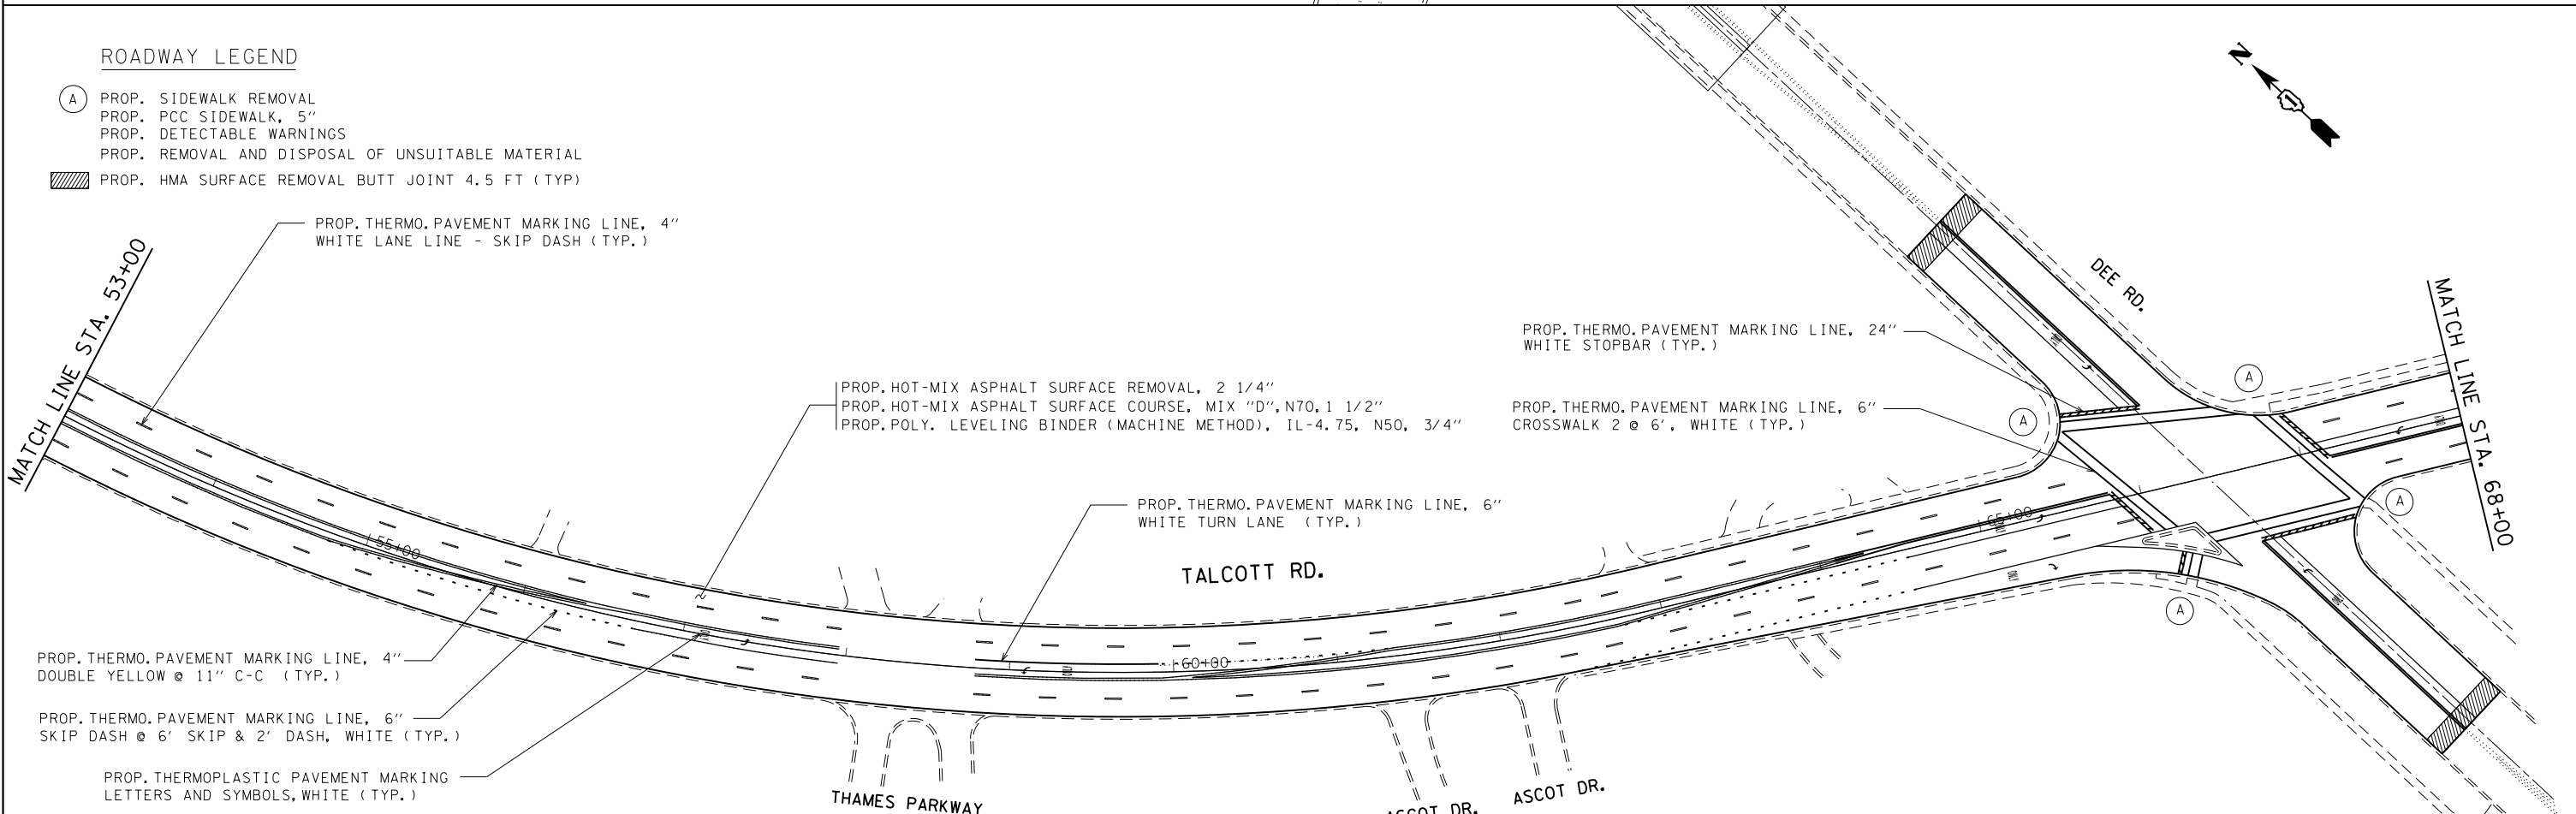 ROADWAY LEGEND
A
PROP. SIDEWALK REMOVAL
PROP. PCC SIDEWALK, 5"
PROP. DETECTABLE WARNINGS
PROP. REMOVAL AND DISPOSAL OF UNSUITABLE MATERIAL
PROP. HMA SURFACE REMOVAL BUTT JOINT 4.5 FT (TYP)
N
PROP. THERMO. PAVEMENT MARKING LINE, 4"
WHITE LANE LINE - SKIP DASH (TYP.)
MATCH LINE STA. 53+00
DEE RD.
MATCH LINE STA. 68+00
PROP. THERMO. PAVEMENT MARKING LINE, 24"
WHITE STOPBAR (TYP.)
A
PROP. HOT-MIX ASPHALT SURFACE REMOVAL, 2 1/4"
PROP. HOT-MIX ASPHALT SURFACE COURSE, MIX "D", N70, 1 1/2"
PROP. POLY. LEVELING BINDER (MACHINE METHOD), IL-4.75, N50, 3/4"
PROP. THERMO. PAVEMENT MARKING LINE, 6"
CROSSWALK 2 @ 6', WHITE (TYP.)
A
A
PROP. THERMO. PAVEMENT MARKING LINE, 6"
WHITE TURN LANE (TYP.)
55+00
65+00
TALCOTT RD.
A
60+00
PROP. THERMO. PAVEMENT MARKING LINE, 4"
DOUBLE YELLOW @ 11" C-C (TYP.)
PROP. THERMO. PAVEMENT MARKING LINE, 6"
SKIP DASH @ 6' SKIP & 2' DASH, WHITE (TYP.)
PROP. THERMOPLASTIC PAVEMENT MARKING
LETTERS AND SYMBOLS, WHITE (TYP.)
THAMES PARKWAY
ASCOT DR.
ASCOT DR.